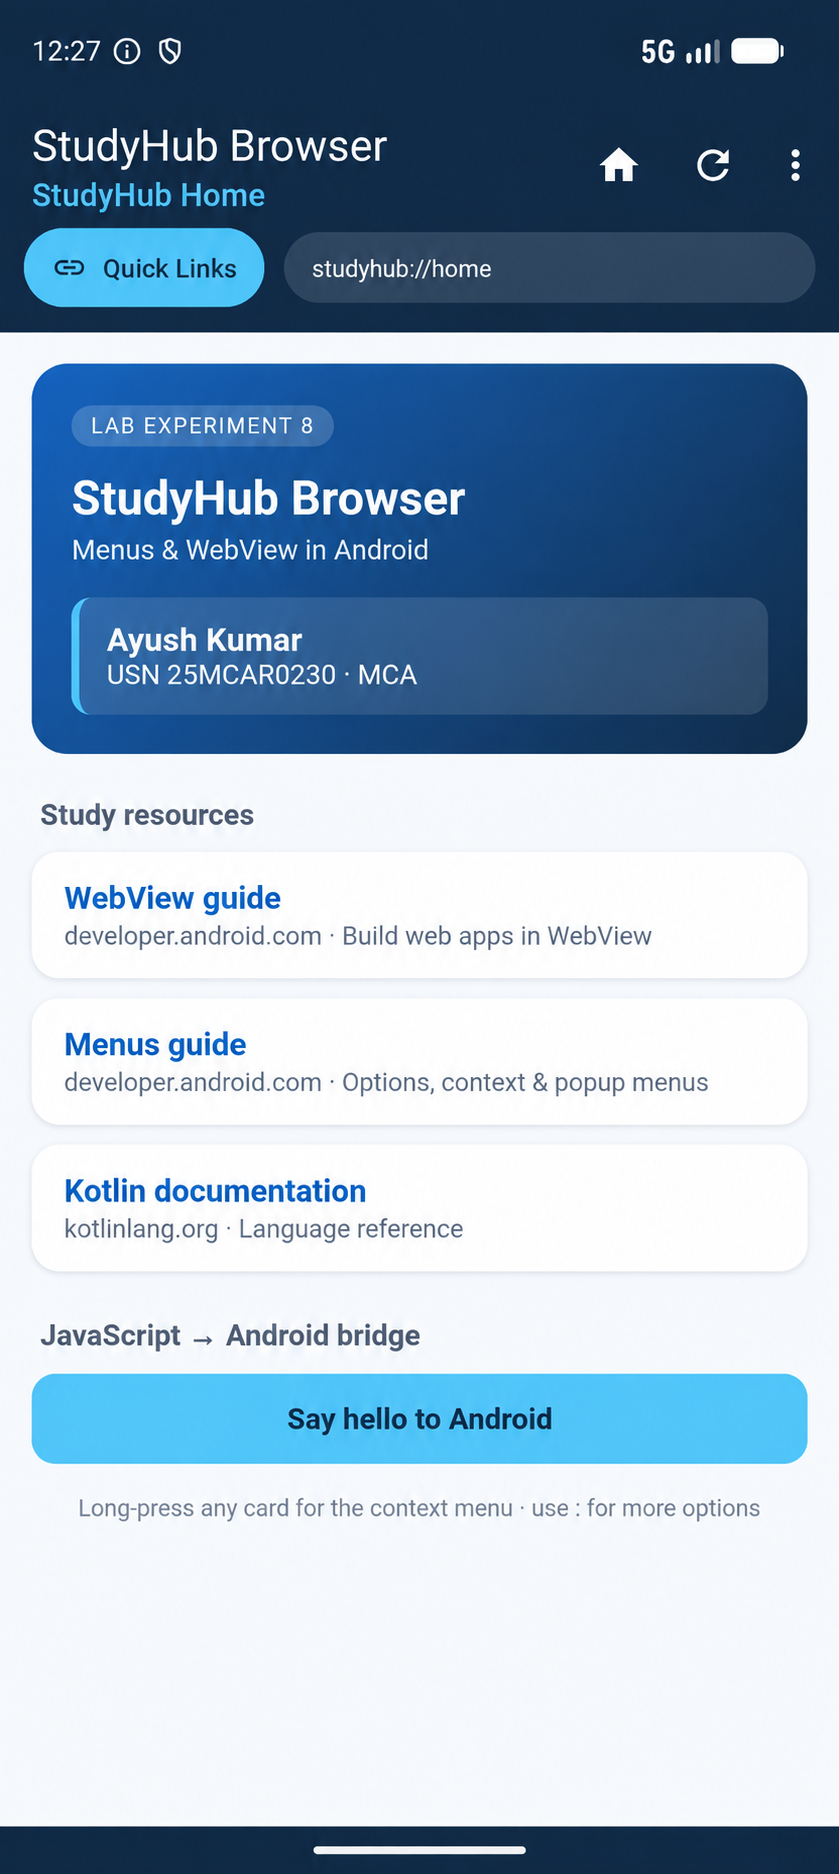 12:27
5G
StudyHub Browser
StudyHub Home
Quick Links
studyhub://home
LAB EXPERIMENT 8
StudyHub Browser
Menus & WebView in Android
Ayush Kumar
USN 25MCAR0230 · MCA
Study resources
WebView guide
developer.android.com · Build web apps in WebView
Menus guide
developer.android.com · Options, context & popup menus
Kotlin documentation
kotlinlang.org · Language reference
JavaScript → Android bridge
Say hello to Android
Long-press any card for the context menu · use : for more options